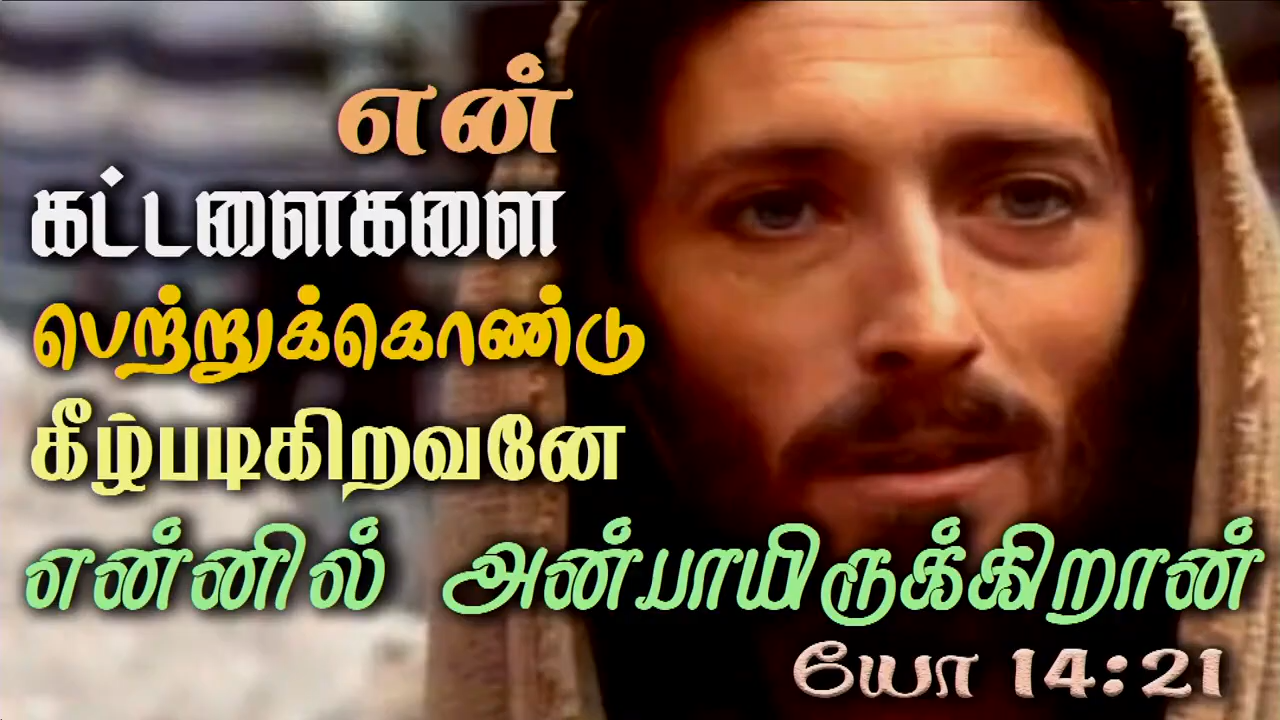 என்
கட்டளைகளை
பெற்றுக்கொண்டு
கீழ்படிகிறவனே
என்னில் அன்பாயிருக்கிறான்
யோ 14:21